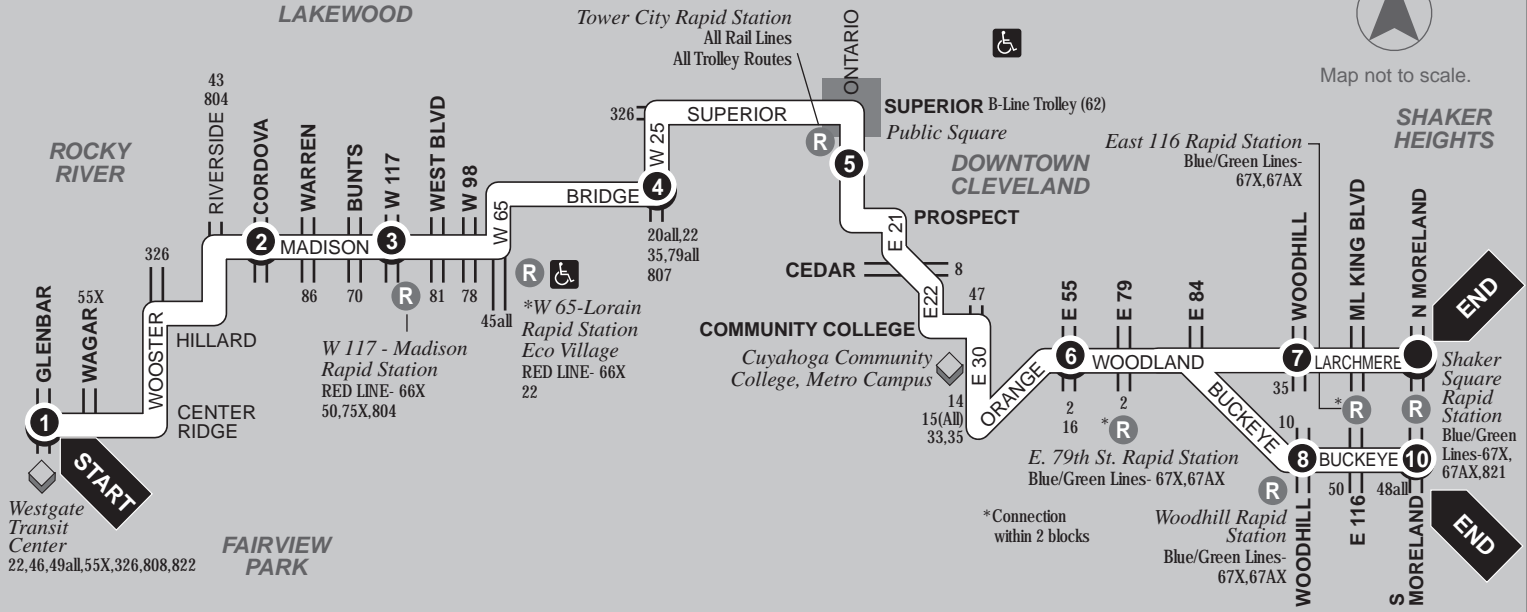 LAKEWOOD
Tower City Rapid Station
All Rail Lines
All Trolley Routes
ONTARIO
Map not to scale.
SUPERIOR B-Line Trolley (62)
Public Square
SHAKER
HEIGHTS
ROCKY
RIVER
43
804
RIVERSIDE
CORDOVA
WARREN
BUNTS
W 117
WEST BLVD
W 98
326
W 25
SUPERIOR
R
5
DOWNTOWN
CLEVELAND
East 116 Rapid Station
Blue/Green Lines-
67X,67AX
BRIDGE
4
20all,22
35,79all
807
W 65
PROSPECT
E 21
CEDAR
8
E22
2
MADISON
3
86
70
R
81
78
45all
R
*W 65-Lorain
Rapid Station
Eco Village
RED LINE- 66X
22
W 117 - Madison
Rapid Station
RED LINE- 66X
50,75X,804
326
HILLARD
WOOSTER
CENTER
RIDGE
GLENBAR
WAGAR
55X
1
START
Westgate
Transit
Center
22,46,49all,55X,326,808,822
FAIRVIEW
PARK
COMMUNITY COLLEGE
47
Cuyahoga Community
College, Metro Campus
E 30
14
15(All)
33,35
ORANGE
E 55
6
2
16
WOODLAND
E 79
2
*
R
E. 79th St. Rapid Station
Blue/Green Lines- 67X,67AX
*Connection
within 2 blocks
E 84
BUCKEYE
WOODHILL
7
35
LARCHMERE
ML KING BLVD
*
R
N MORELAND
END
R
Shaker
Square
Rapid
Station
Blue/Green
Lines-67X,
67AX,821
10
8
BUCKEYE
10
R
Woodhill Rapid
Station
Blue/Green Lines-
67X,67AX
WOODHILL
50
E 116
48all
S
MORELAND
END